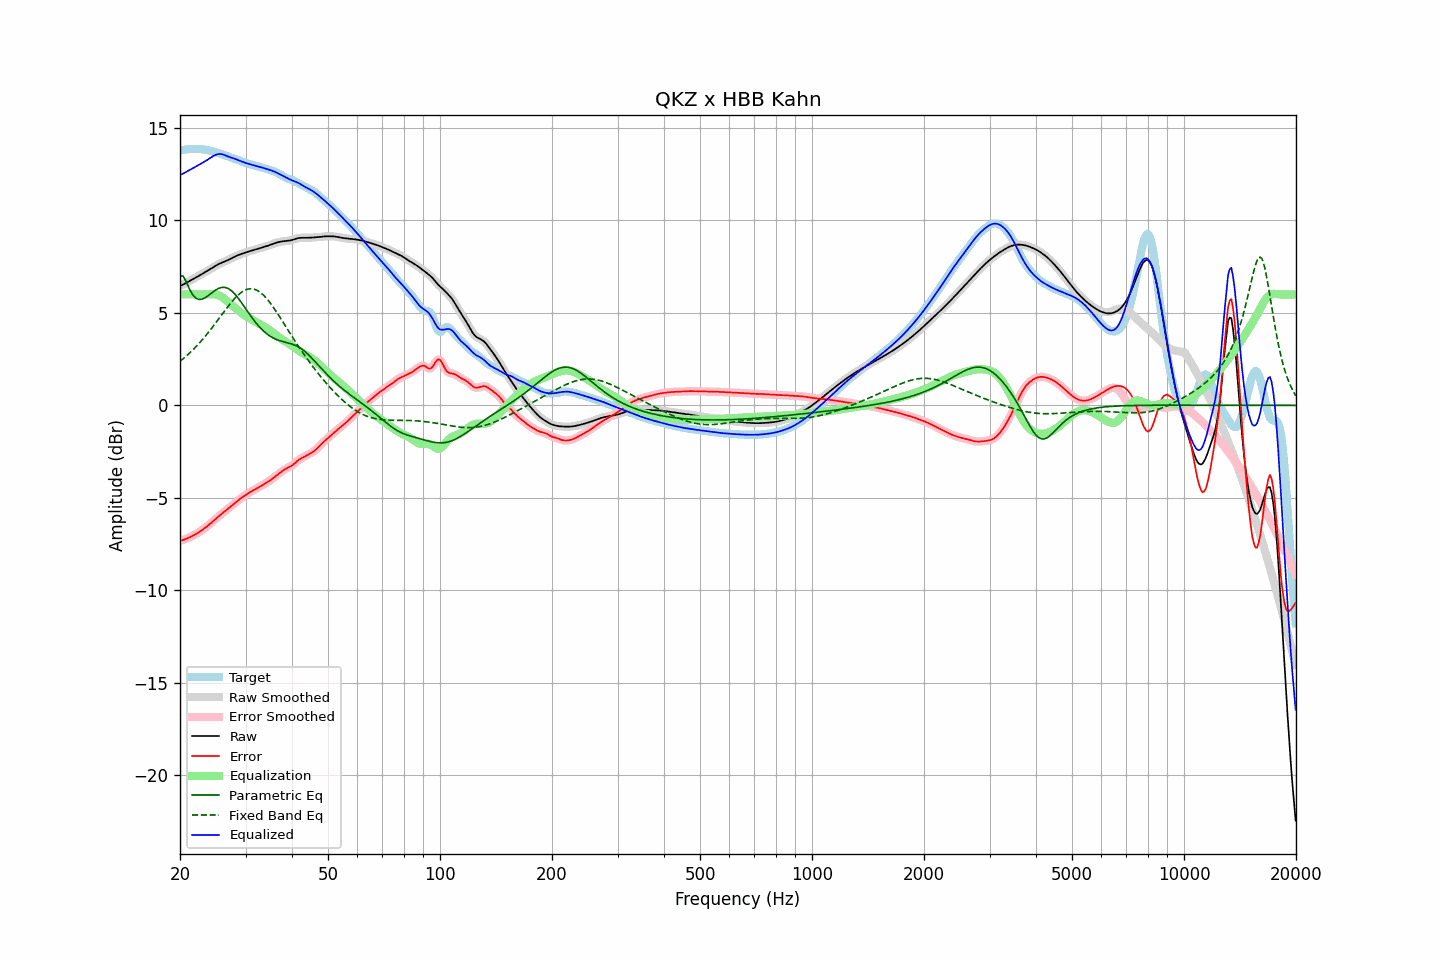 QKZ x HBB Kahn
15
10
5
0
−5
−10
−15
−20
Amplitude (dBr)
Target
Raw Smoothed
Error Smoothed
Raw
Error
Equalization
Parametric Eq
Fixed Band Eq
Equalized
20 50 100 200 500 1000 2000 5000 10000 20000
Frequency (Hz)